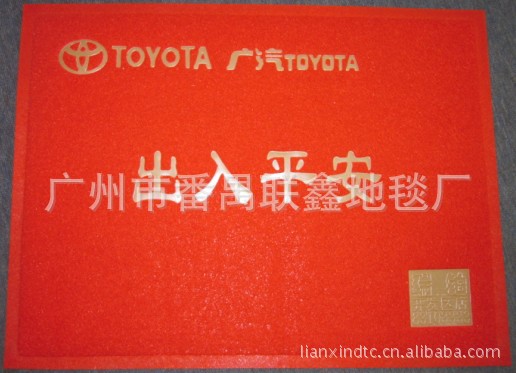 TOYOTA 广汽TOYOTA
出入平安
广州市番禺联鑫地毯厂
lianxindtc.cn.alibaba.com